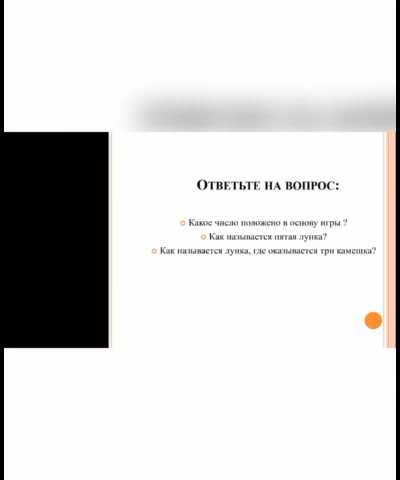 ОТВЕТЬТЕ НА ВОПРОС:
Какое число положено в основу игры ?
Как называется пятая лунка?
Как называется лунка, где оказывается три камешка?